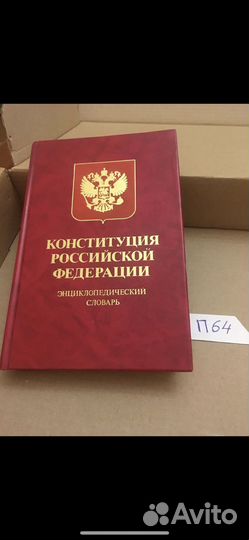 КОНСТИТУЦИЯ
РОССИЙСКОЙ
ФЕДЕРАЦИИ
ЭНЦИКЛОПЕДИЧЕСКИЙ
СЛОВАРЬ
П64
Avito